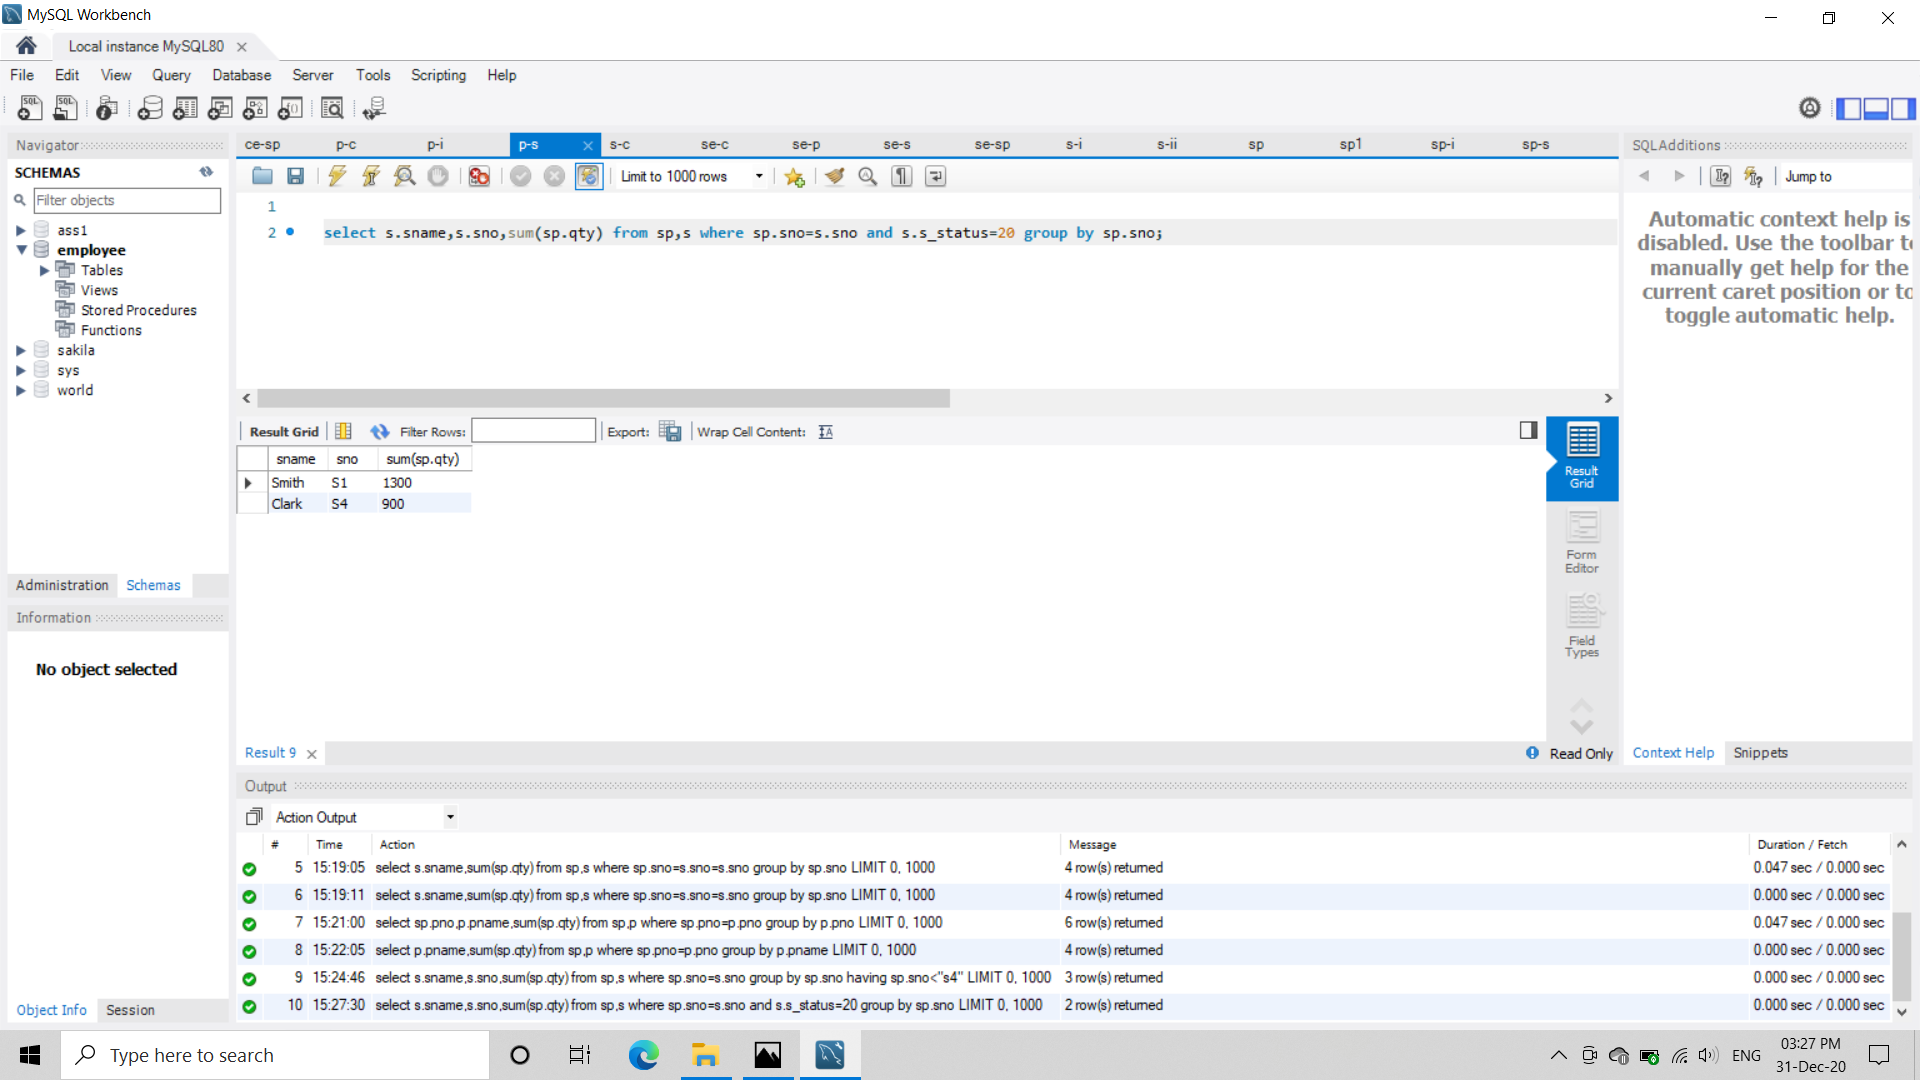 MySQL Workbench
Local instance MySQL80
File Edit View Query Database Server Tools Scripting Help
Navigator
SCHEMAS
Filter objects
ass1
employee
Tables
Views
Stored Procedures
Functions
sakila
sys
world
Administration Schemas
Information
No object selected
Object Info Session
ce-sp p-c p-i p-s s-c se-c se-p se-s se-sp s-i s-ii sp sp1 sp-i sp-s
Limit to 1000 rows
1
2 select s.sname,s.sno,sum(sp.qty) from sp,s where sp.sno=s.sno and s.s_status=20 group by sp.sno;
Result Grid Filter Rows: Export: Wrap Cell Content:
sname sno sum(sp.qty)
Smith S1 1300
Clark S4 900
Result
Grid
Form
Editor
Field
Types
Result 9
Read Only
SQLAdditions
Jump to
Automatic context help is
disabled. Use the toolbar t
manually get help for the
current caret position or to
toggle automatic help.
Context Help Snippets
Output
Action Output
# Time Action Message Duration / Fetch
5 15:19:05 select s.sname,sum(sp.qty) from sp,s where sp.sno=s.sno=s.sno group by sp.sno LIMIT 0, 1000 4 row(s) returned 0.047 sec / 0.000 sec
6 15:19:11 select s.sname,sum(sp.qty) from sp,s where sp.sno=s.sno group by sp.sno LIMIT 0, 1000 4 row(s) returned 0.000 sec / 0.000 sec
7 15:21:00 select sp.pno,p.pname,sum(sp.qty) from sp,p where sp.pno=p.pno group by p.pno LIMIT 0, 1000 6 row(s) returned 0.047 sec / 0.000 sec
8 15:22:05 select p.pname,sum(sp.qty) from sp,p where sp.pno=p.pno group by p.pname LIMIT 0, 1000 4 row(s) returned 0.000 sec / 0.000 sec
9 15:24:46 select s.sname,s.sno,sum(sp.qty) from sp,s where sp.sno=s.sno group by sp.sno having sp.sno<"s4" LIMIT 0, 1000 3 row(s) returned 0.000 sec / 0.000 sec
10 15:27:30 select s.sname,s.sno,sum(sp.qty) from sp,s where sp.sno=s.sno and s.s_status=20 group by sp.sno LIMIT 0, 1000 2 row(s) returned 0.000 sec / 0.000 sec
Type here to search
ENG
03:27 PM
31-Dec-20